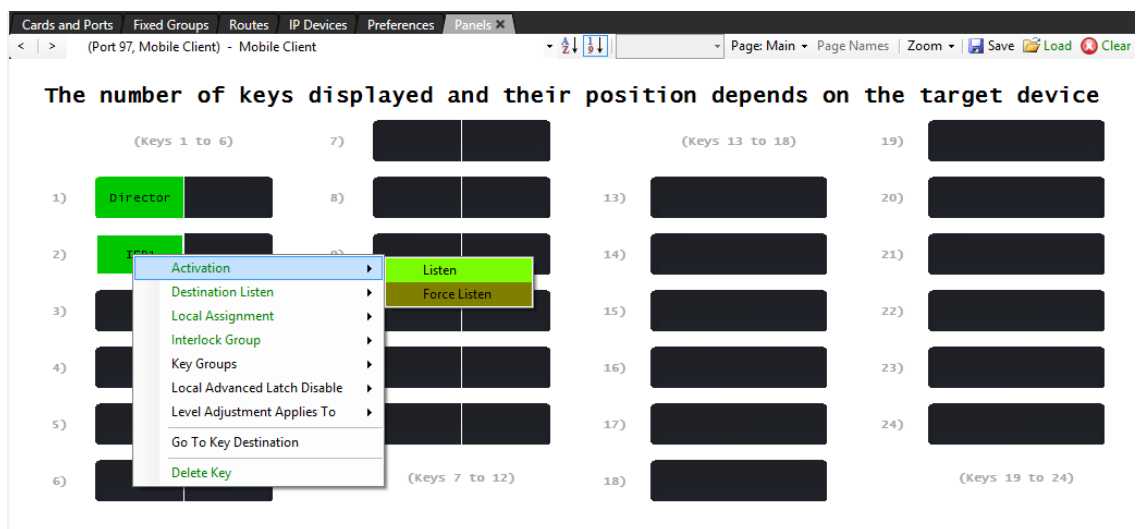 Cards and Ports Fixed Groups Routes IP Devices Preferences Panels
< > (Port 97, Mobile Client) - Mobile Client Page: Main Page Names Zoom Save Load Clear
The number of keys displayed and their position depends on the target device
(Keys 1 to 6) 7) (Keys 13 to 18) 19)
1) Director 8) 13) 20)
2) 14) 21)
Activation Listen
Destination Listen Force Listen
Local Assignment
3) 15) 22)
Interlock Group
Key Groups
4) 16) 23)
Local Advanced Latch Disable
Level Adjustment Applies To
5) 17) 24)
Go To Key Destination
Delete Key
6) (Keys 7 to 12) 18) (Keys 19 to 24)